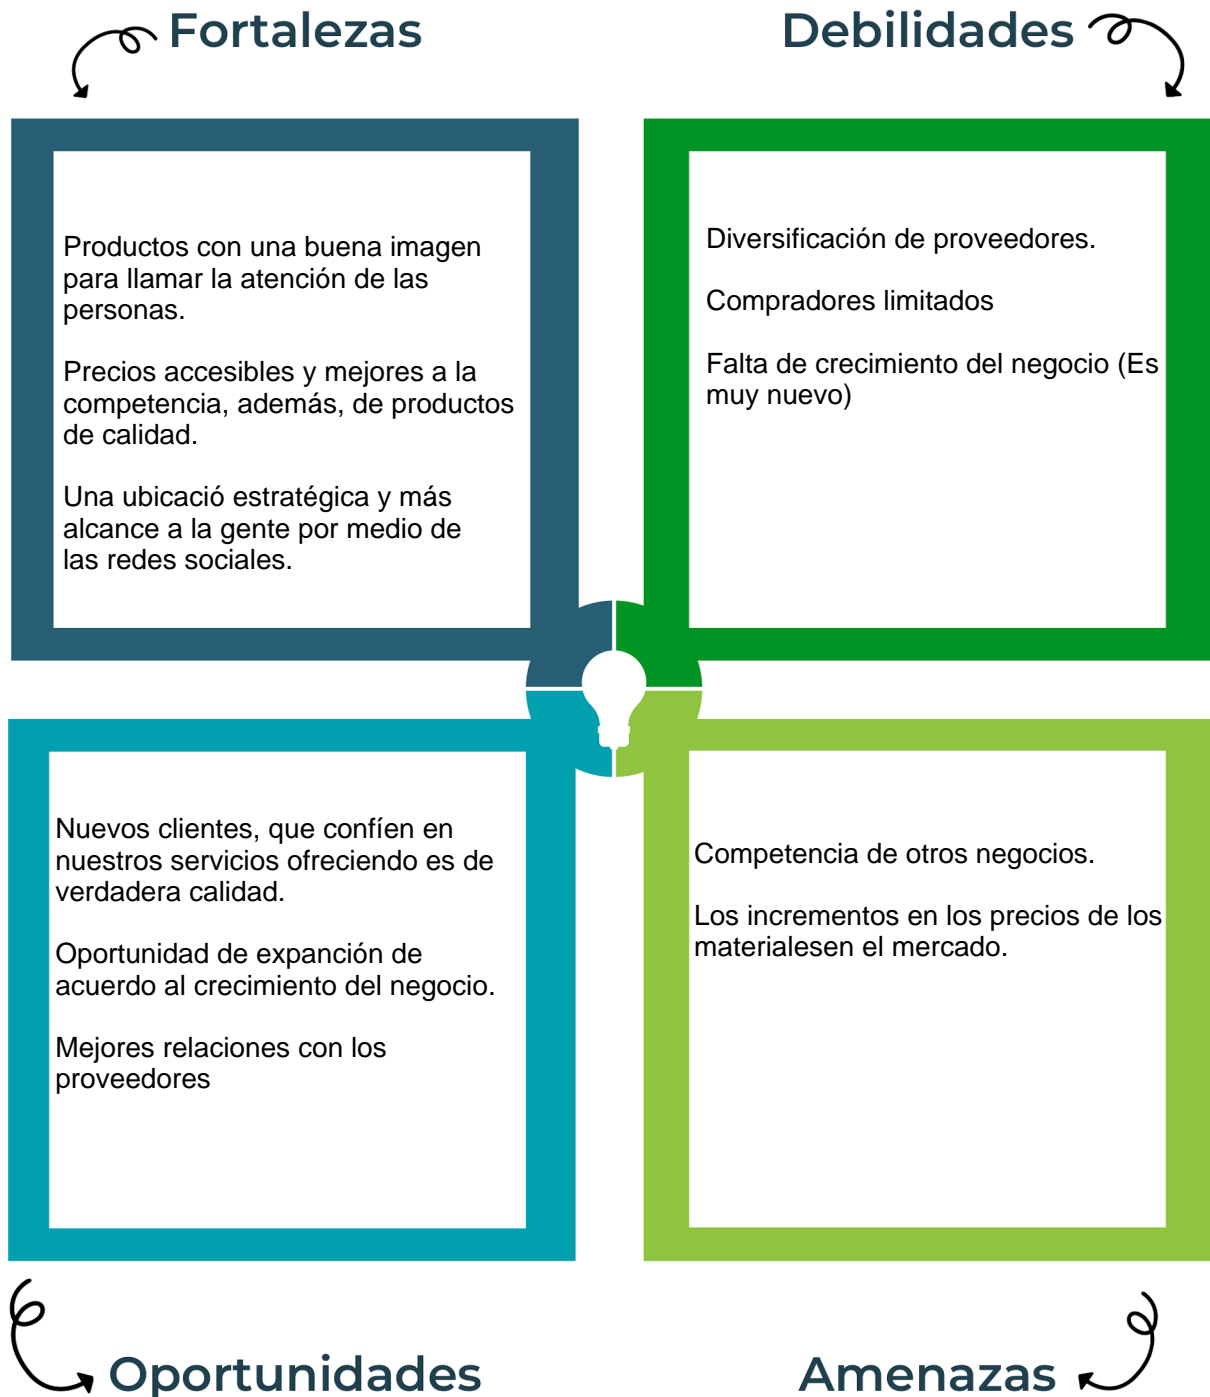 Fortalezas
Productos con una buena imagen
para llamar la atención de las
personas.
Precios accesibles y mejores a la
competencia, además, de productos
de calidad.
Una ubicació estratégica y más
alcance a la gente por medio de
las redes sociales.
Debilidades
Diversificación de proveedores.
Compradores limitados
Falta de crecimiento del negocio (Es
muy nuevo)
Nuevos clientes, que confíen en
nuestros servicios ofreciendo es de
verdadera calidad.
Oportunidad de expanción de
acuerdo al crecimiento del negocio.
Mejores relaciones con los
proveedores
Oportunidades
Competencia de otros negocios.
Los incrementos en los precios de los
materialesen el mercado.
Amenazas